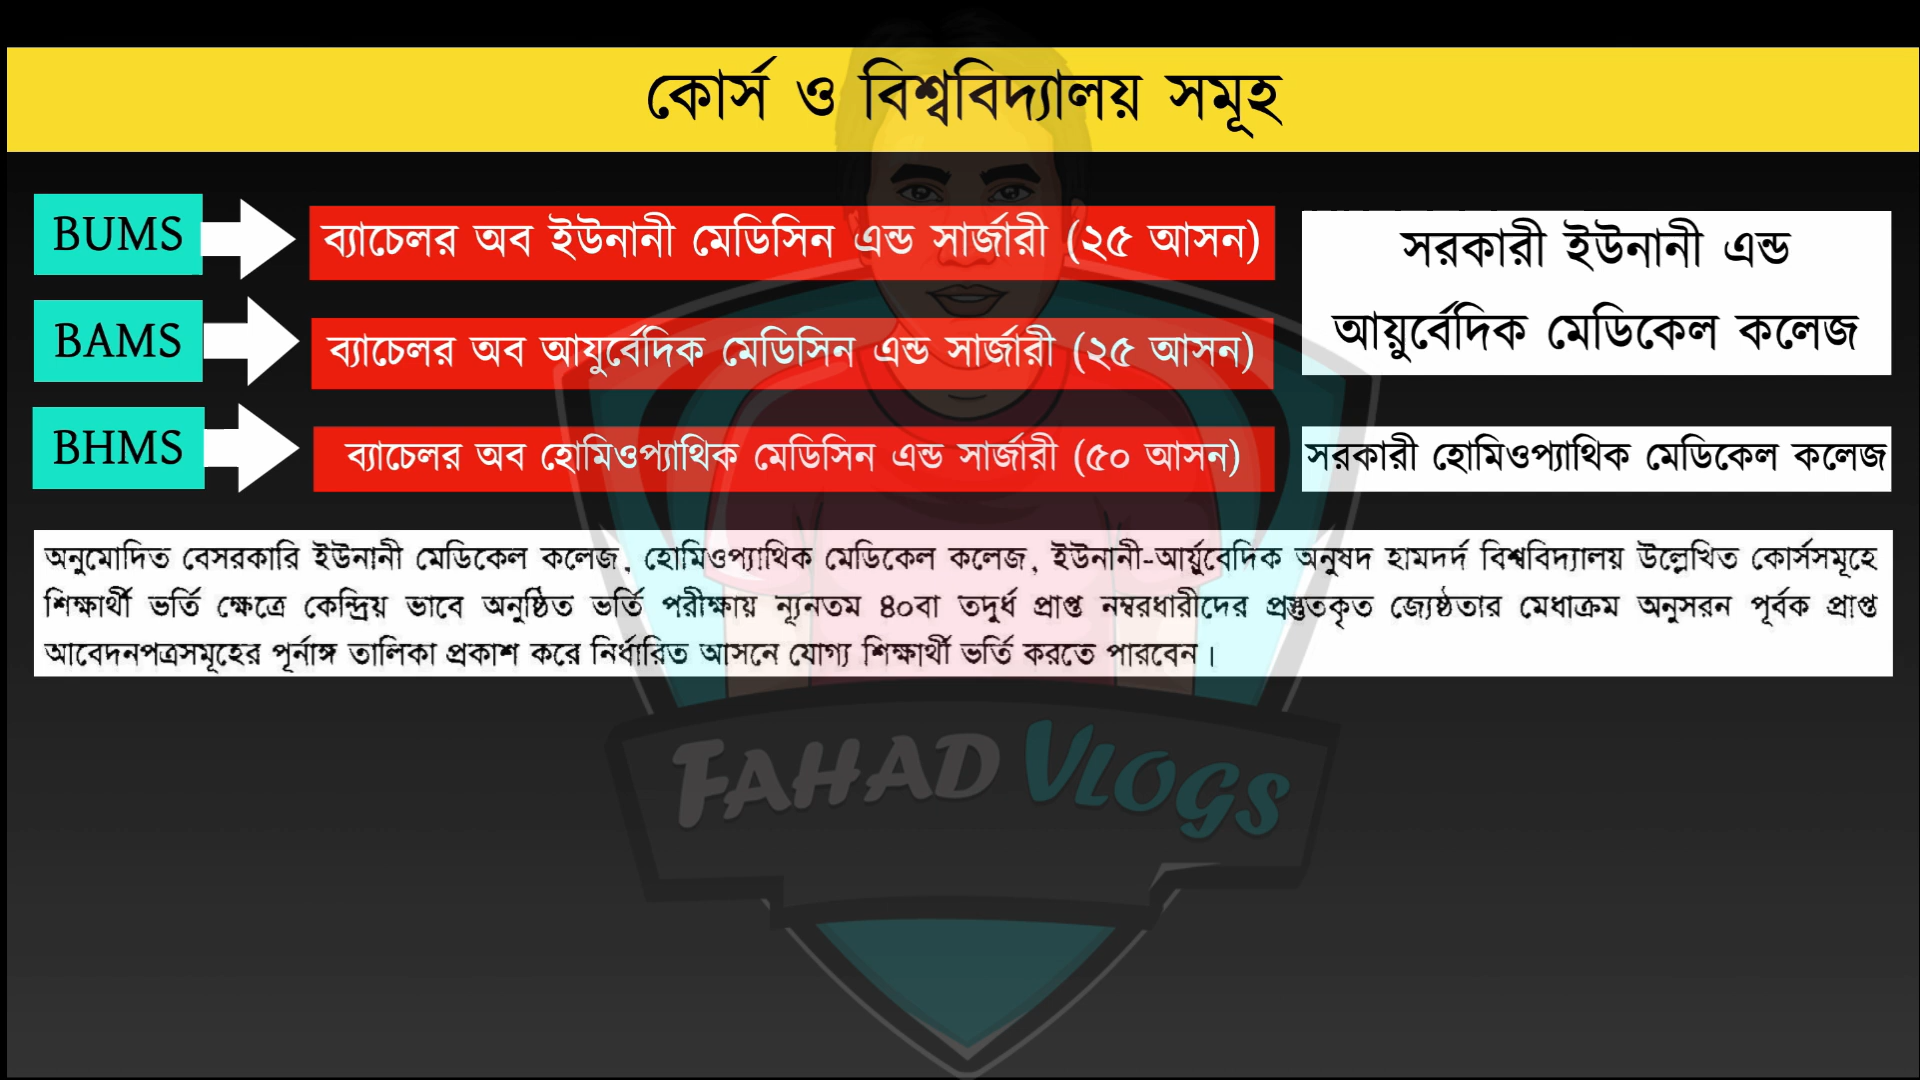 কোর্স ও বিশ্ববিদ্যালয় সমূহ
BUMS
ব্যাচেলর অব ইউনানী মেডিসিন এন্ড সার্জারী (২৫ আসন)
সরকারী ইউনানী এন্ড
আয়ুর্বেদিক মেডিকেল কলেজ
BAMS
ব্যাচেলর অব আযুর্বেদিক মেডিসিন এন্ড সার্জারী (২৫ আসন)
BHMS
ব্যাচেলর অব হোমিওপ্যাথিক মেডিসিন এন্ড সার্জারী (৫০ আসন)
সরকারী হোমিওপ্যাথিক মেডিকেল কলেজ
অনুমোদিত বেসরকারি ইউনানী মেডিকেল কলেজ, হোমিওপ্যাথিক মেডিকেল কলেজ, ইউনানী-আর্য়ুবেদিক অনুষদ হামদর্দ বিশ্ববিদ্যালয় উল্লেখিত কোর্সসমূহে
শিক্ষার্থী ভর্তি ক্ষেত্রে কেন্দ্রিয় ভাবে অনুষ্ঠিত ভর্তি পরীক্ষায় ন্যূনতম ৪০বা তদুর্ধ প্রাপ্ত নম্বরধারীদের প্রস্তুতকৃত জ্যেষ্ঠতার মেধাক্রম অনুসরন পূর্বক প্রাপ্ত
আবেদনপত্রসমূহের পূর্নাঙ্গ তালিকা প্রকাশ করে নির্ধারিত আসনে যোগ্য শিক্ষার্থী ভর্তি করতে পারবেন।
FAHAD VLOGS